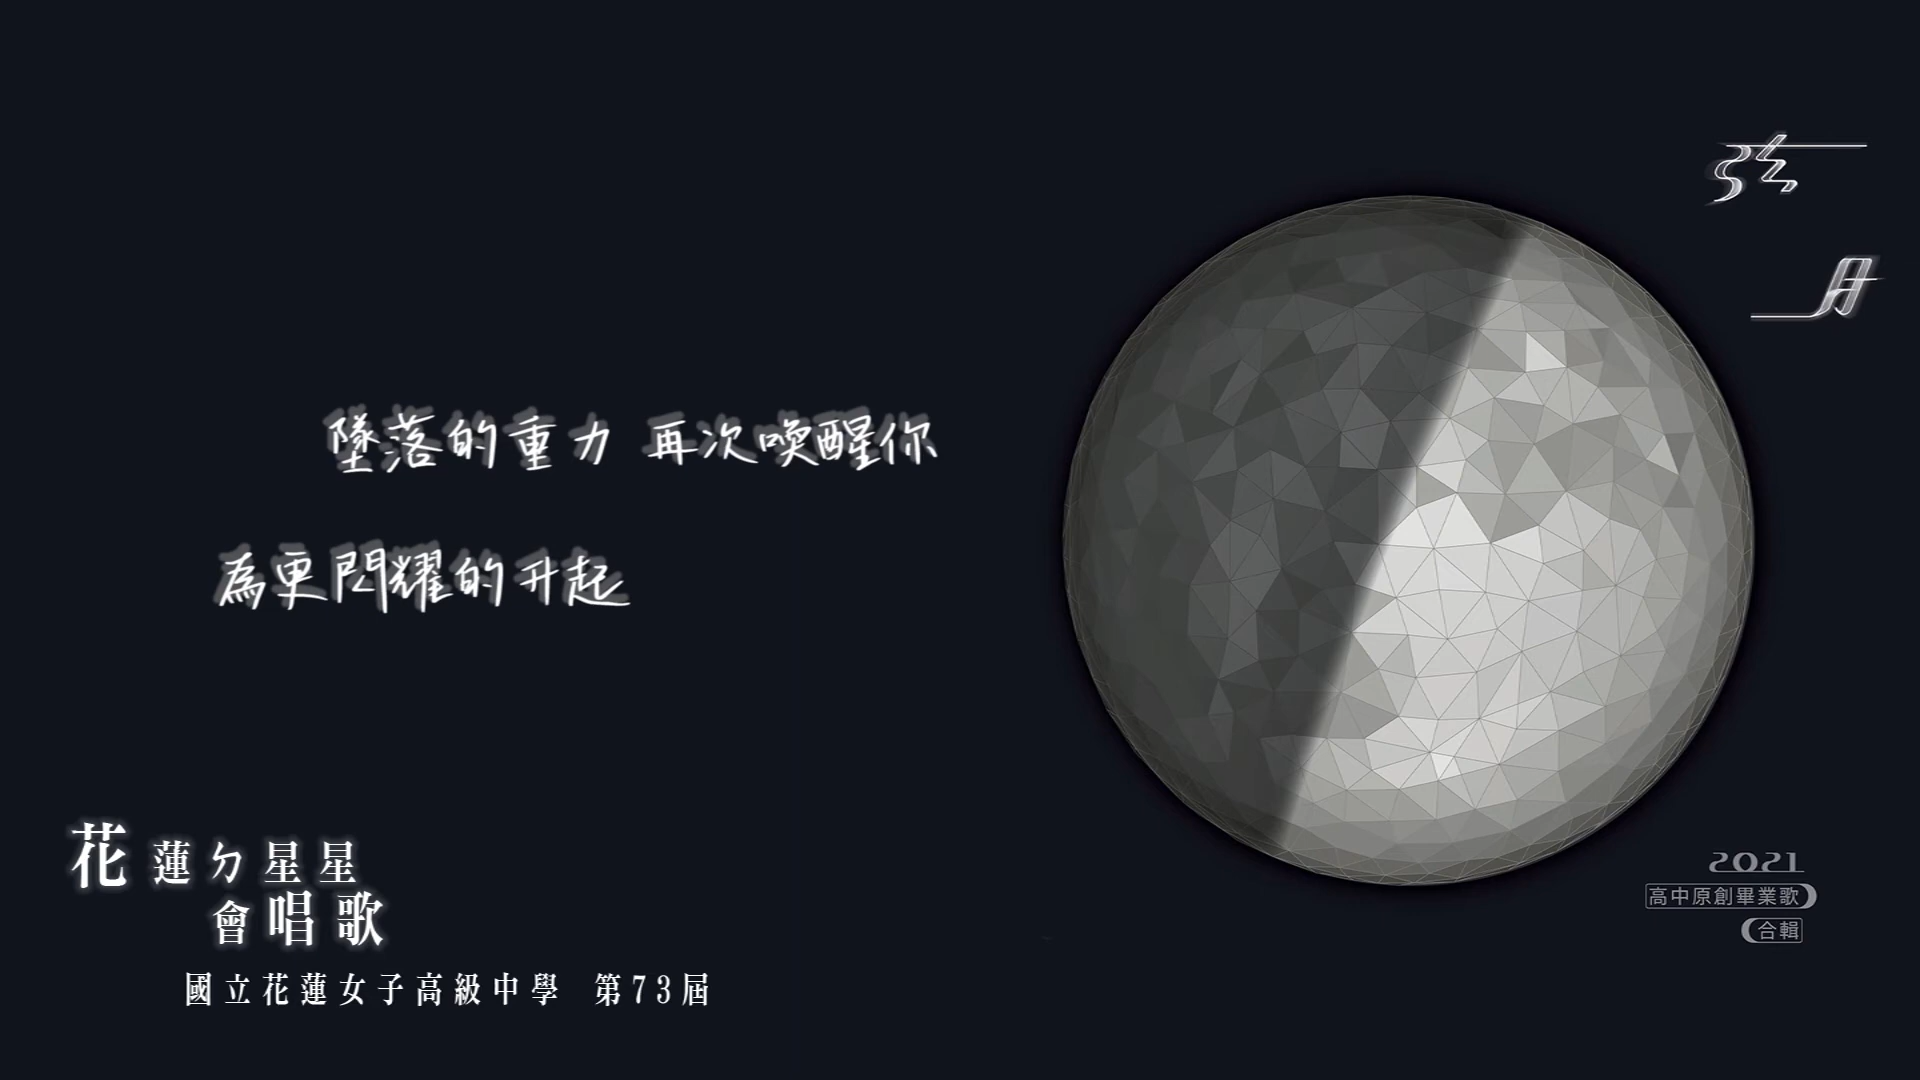 弦
月
墜落的重力 再次喚醒你
為更閃耀的升起
花蓮ㄉ星星
會唱歌
國立花蓮女子高級中學 第73屆
2021
高中原創畢業歌
合輯